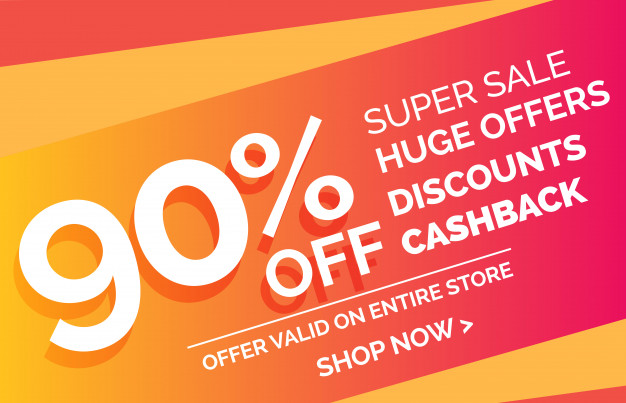 90%
OFF
SUPER SALE
HUGE OFFERS
DISCOUNTS
CASHBACK
OFFER VALID ON ENTIRE STORE
SHOP NOW >